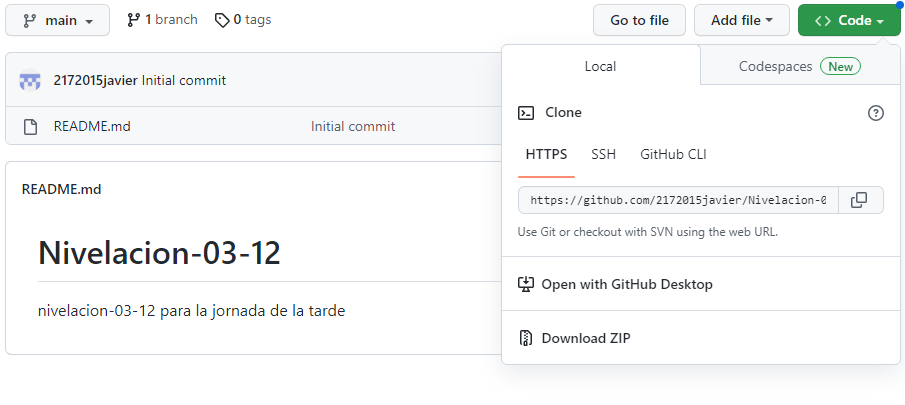 main
1 branch
0 tags
Go to file
Add file
Code
2172015javier Initial commit
README.md
Initial commit
README.md
Nivelacion-03-12
nivelacion-03-12 para la jornada de la tarde
Local
Codespaces New
Clone
HTTPS SSH GitHub CLI
https://github.com/2172015javier/Nivelacion-0
Use Git or checkout with SVN using the web URL.
Open with GitHub Desktop
Download ZIP